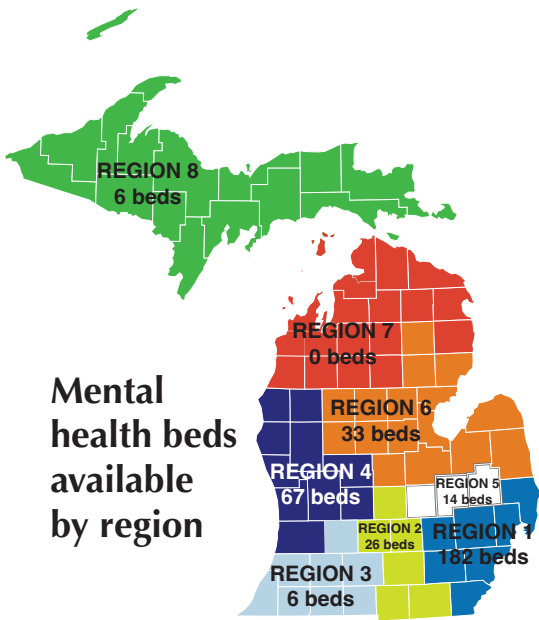 REGION 8
6 beds
REGION 7
0 beds
Mental
health beds
available
by region
REGION 6
33 beds
REGION 4
67 beds
REGION 5
14 beds
REGION 2
26 beds
REGION 1
182 beds
REGION 3
6 beds